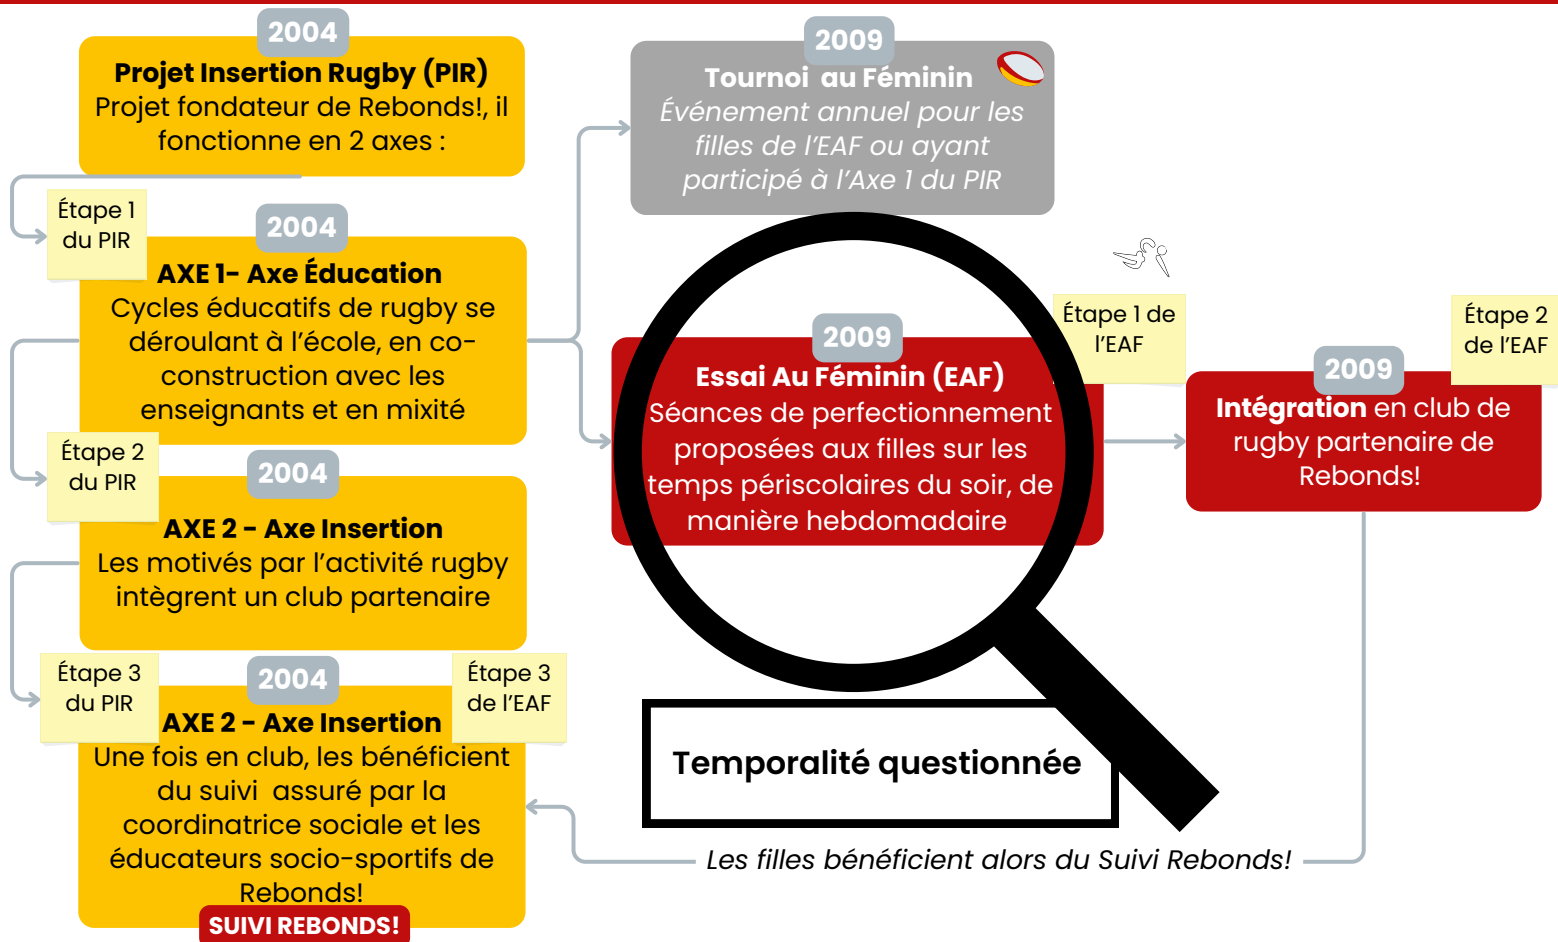 2004
Projet Insertion Rugby (PIR)
Projet fondateur de Rebonds!, il
fonctionne en 2 axes :
Étape 1
du PIR
2004
AXE 1- Axe Éducation
Cycles éducatifs de rugby se
déroulant à l'école, en co-
construction avec les
enseignants et en mixité
Étape 2
du PIR
2004
AXE 2 - Axe Insertion
Les motivés par l'activité rugby
intègrent un club partenaire
Étape 3
du PIR
2004
Étape 3
de l'EAF
AXE 2 - Axe Insertion
Une fois en club, les bénéficient
du suivi assuré par la
coordinatrice sociale et les
éducateurs socio-sportifs de
Rebonds!
SUIVI REBONDS!
2009
Tournoi au Féminin
Événement annuel pour les
filles de l'EAF ou ayant
participé à l'Axe 1 du PIR
Étape 1 de
l'EAF
2009
Essai Au Féminin (EAF)
Séances de perfectionnement
proposées aux filles sur les
temps périscolaires du soir, de
manière hebdomadaire
Étape 2
de l'EAF
2009
Intégration en club de
rugby partenaire de
Rebonds!
Temporalité questionnée
Les filles bénéficient alors du Suivi Rebonds!